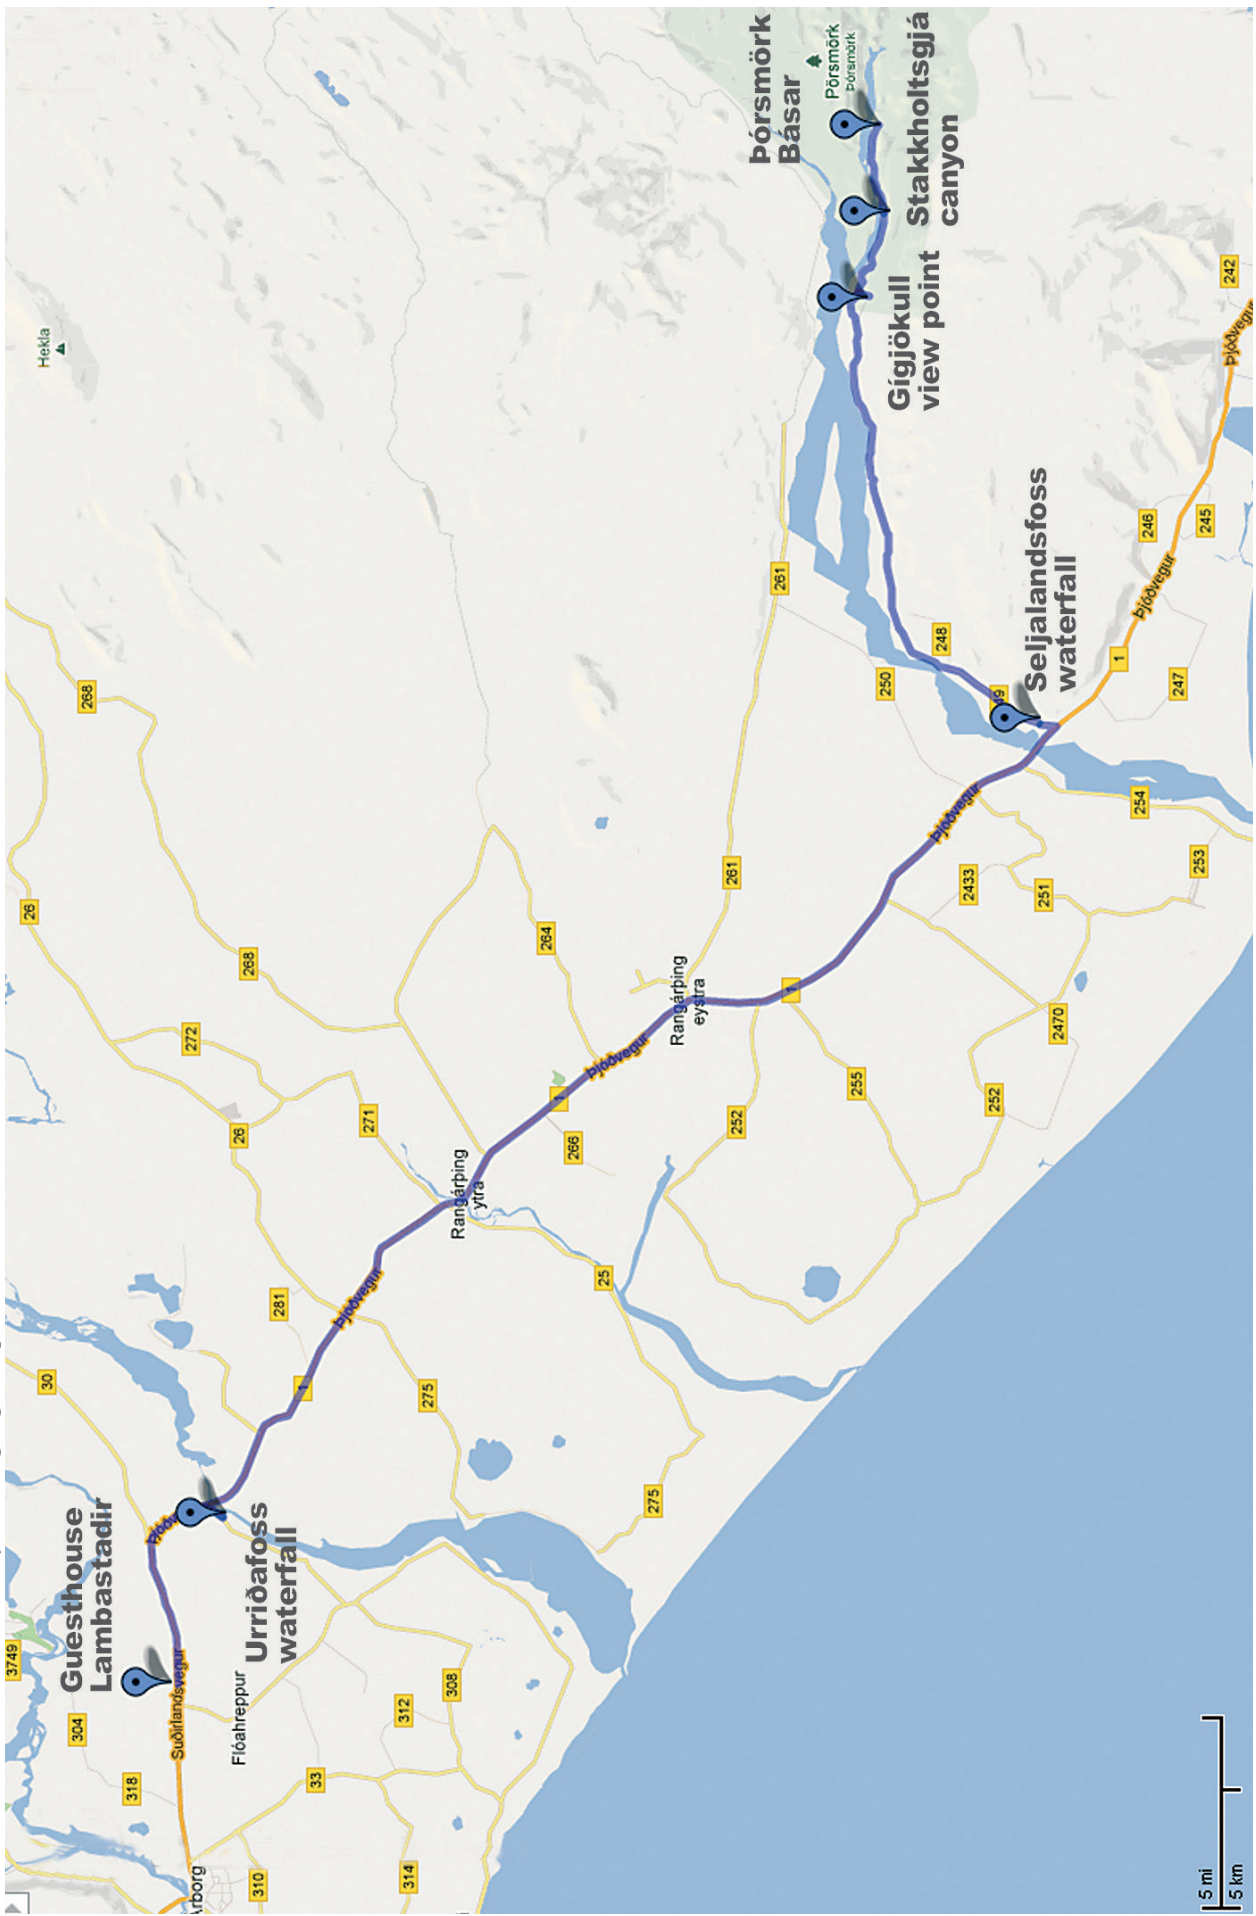 3749
26
Hekla
30
Guesthouse
Lambastadir
304
268
318
Suðirlandsvegur
272
26
Flóahreppur
268
310
Urriðafoss
waterfall
281
1
33
Þjóðvegur
271
312
314
275
308
Rangárþing
ytra
264
1
266
25
Þjóðvegur
275
Rangárþing
eystra
261
252
Þórsmörk
Básar
261
1
Pörsmörk
Þórsmörk
255
250
Gígjökull
view point
Stakkholtsgjá
canyon
248
Þjóðvegur
2433
252
49
Seljalandsfoss
waterfall
251
2470
1
254
246
Þjóðvegur
247
253
245
5 mi
5 km
242
Þjóðvegur